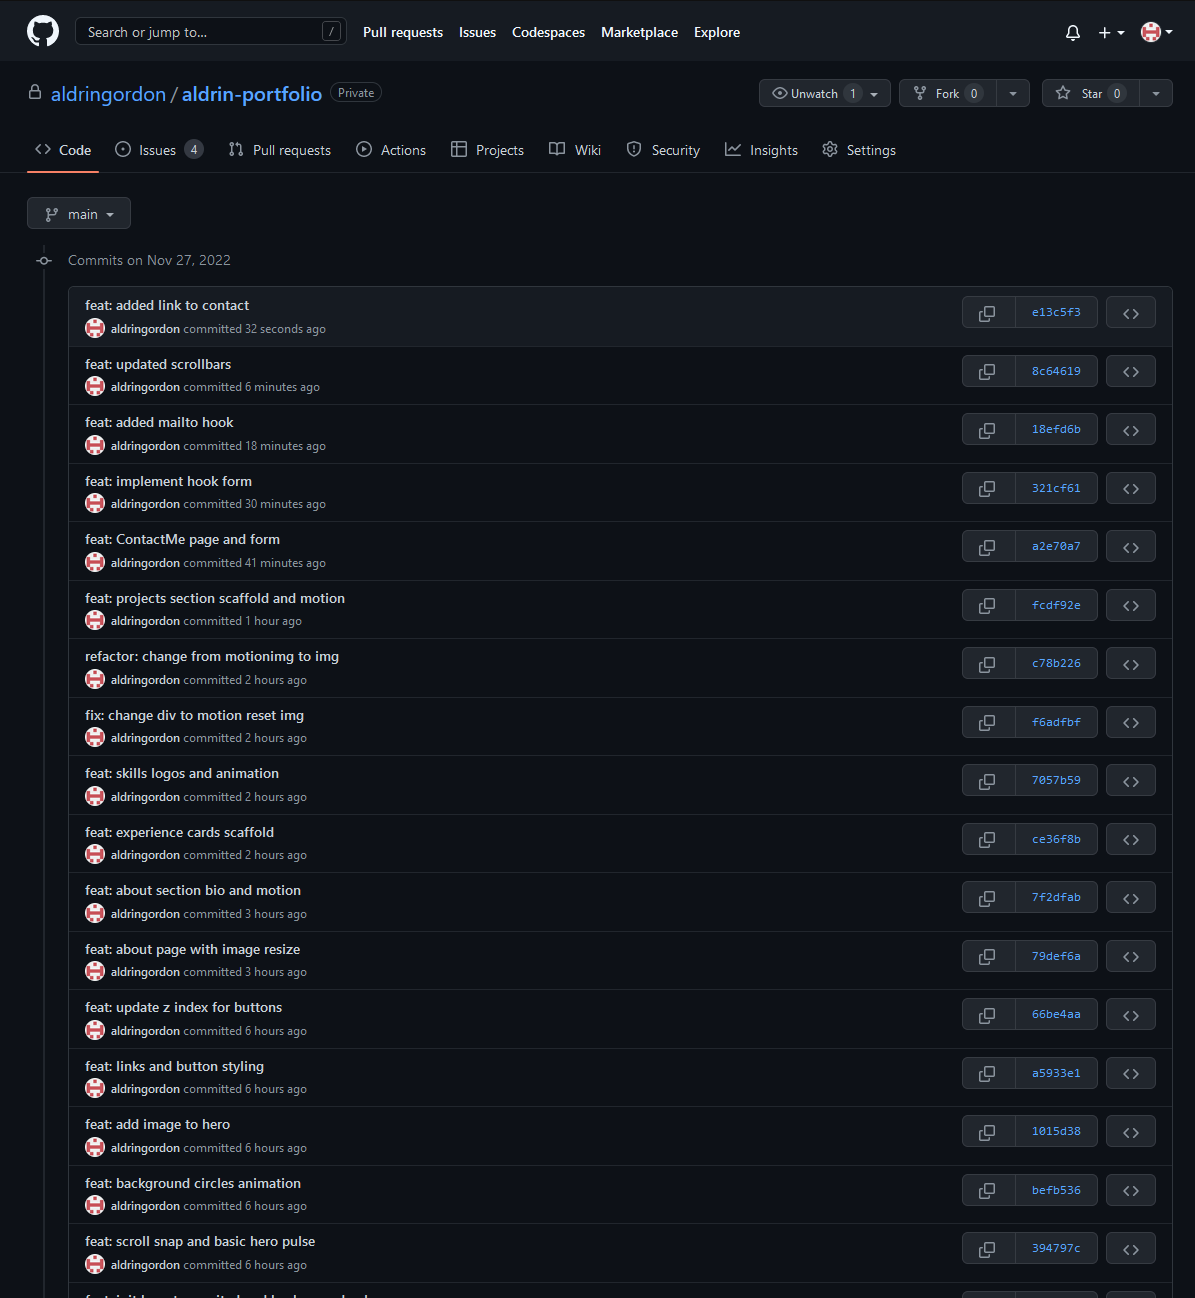 Search or jump to... / Pull requests Issues Codespaces Marketplace Explore
aldringordon / aldrin-portfolio Private Unwatch 1 Fork 0 Star 0
Code Issues 4 Pull requests Actions Projects Wiki Security Insights Settings
main
Commits on Nov 27, 2022
feat: added link to contact
aldringordon committed 32 seconds ago
e13c5f3
feat: updated scrollbars
aldringordon committed 6 minutes ago
8c64619
feat: added mailto hook
aldringordon committed 18 minutes ago
18efd6b
feat: implement hook form
aldringordon committed 30 minutes ago
321cf61
feat: ContactMe page and form
aldringordon committed 41 minutes ago
a2e70a7
feat: projects section scaffold and motion
aldringordon committed 1 hour ago
fcdf92e
refactor: change from motionimg to img
aldringordon committed 2 hours ago
c78b226
fix: change div to motion reset img
aldringordon committed 2 hours ago
f6adfbf
feat: skills logos and animation
aldringordon committed 2 hours ago
7057b59
feat: experience cards scaffold
aldringordon committed 2 hours ago
ce36f8b
feat: about section bio and motion
aldringordon committed 3 hours ago
7f2dfab
feat: about page with image resize
aldringordon committed 3 hours ago
79def6a
feat: update z index for buttons
aldringordon committed 6 hours ago
66be4aa
feat: links and button styling
aldringordon committed 6 hours ago
a5933e1
feat: add image to hero
aldringordon committed 6 hours ago
1015d38
feat: background circles animation
aldringordon committed 6 hours ago
befb536
feat: scroll snap and basic hero pulse
aldringordon committed 6 hours ago
394797c